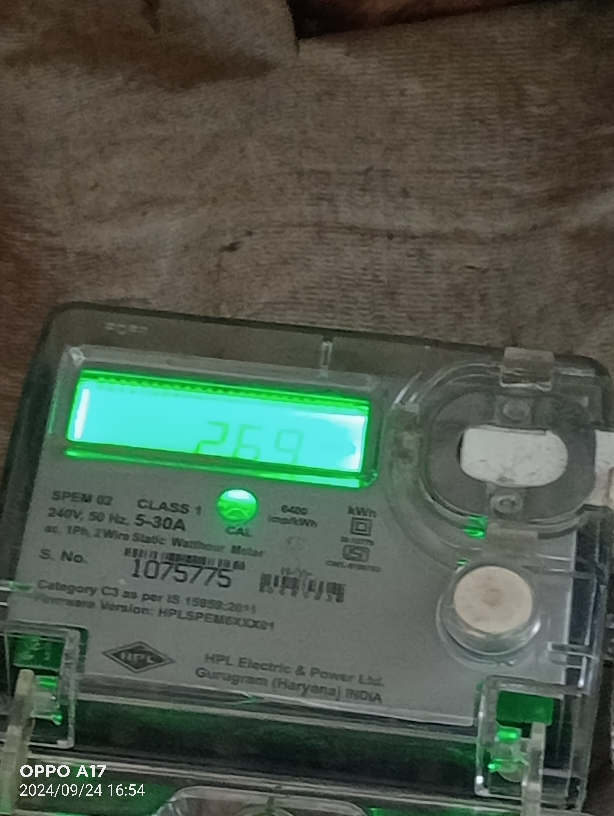 269
SPEM 02 CLASS 1 6400 kWh
240V, 50 Hz, 5-30A CAL imp/kWh
ac, 1Ph, 2Wire Static Watthour Meter
S. No. 1075775
Category C3 as per IS 15959:2011
Firmware Version:
HPL
HPL Electric & Power Ltd.
Gurugram (Haryana) INDIA
OPPO A17
2024/09/24 16:54